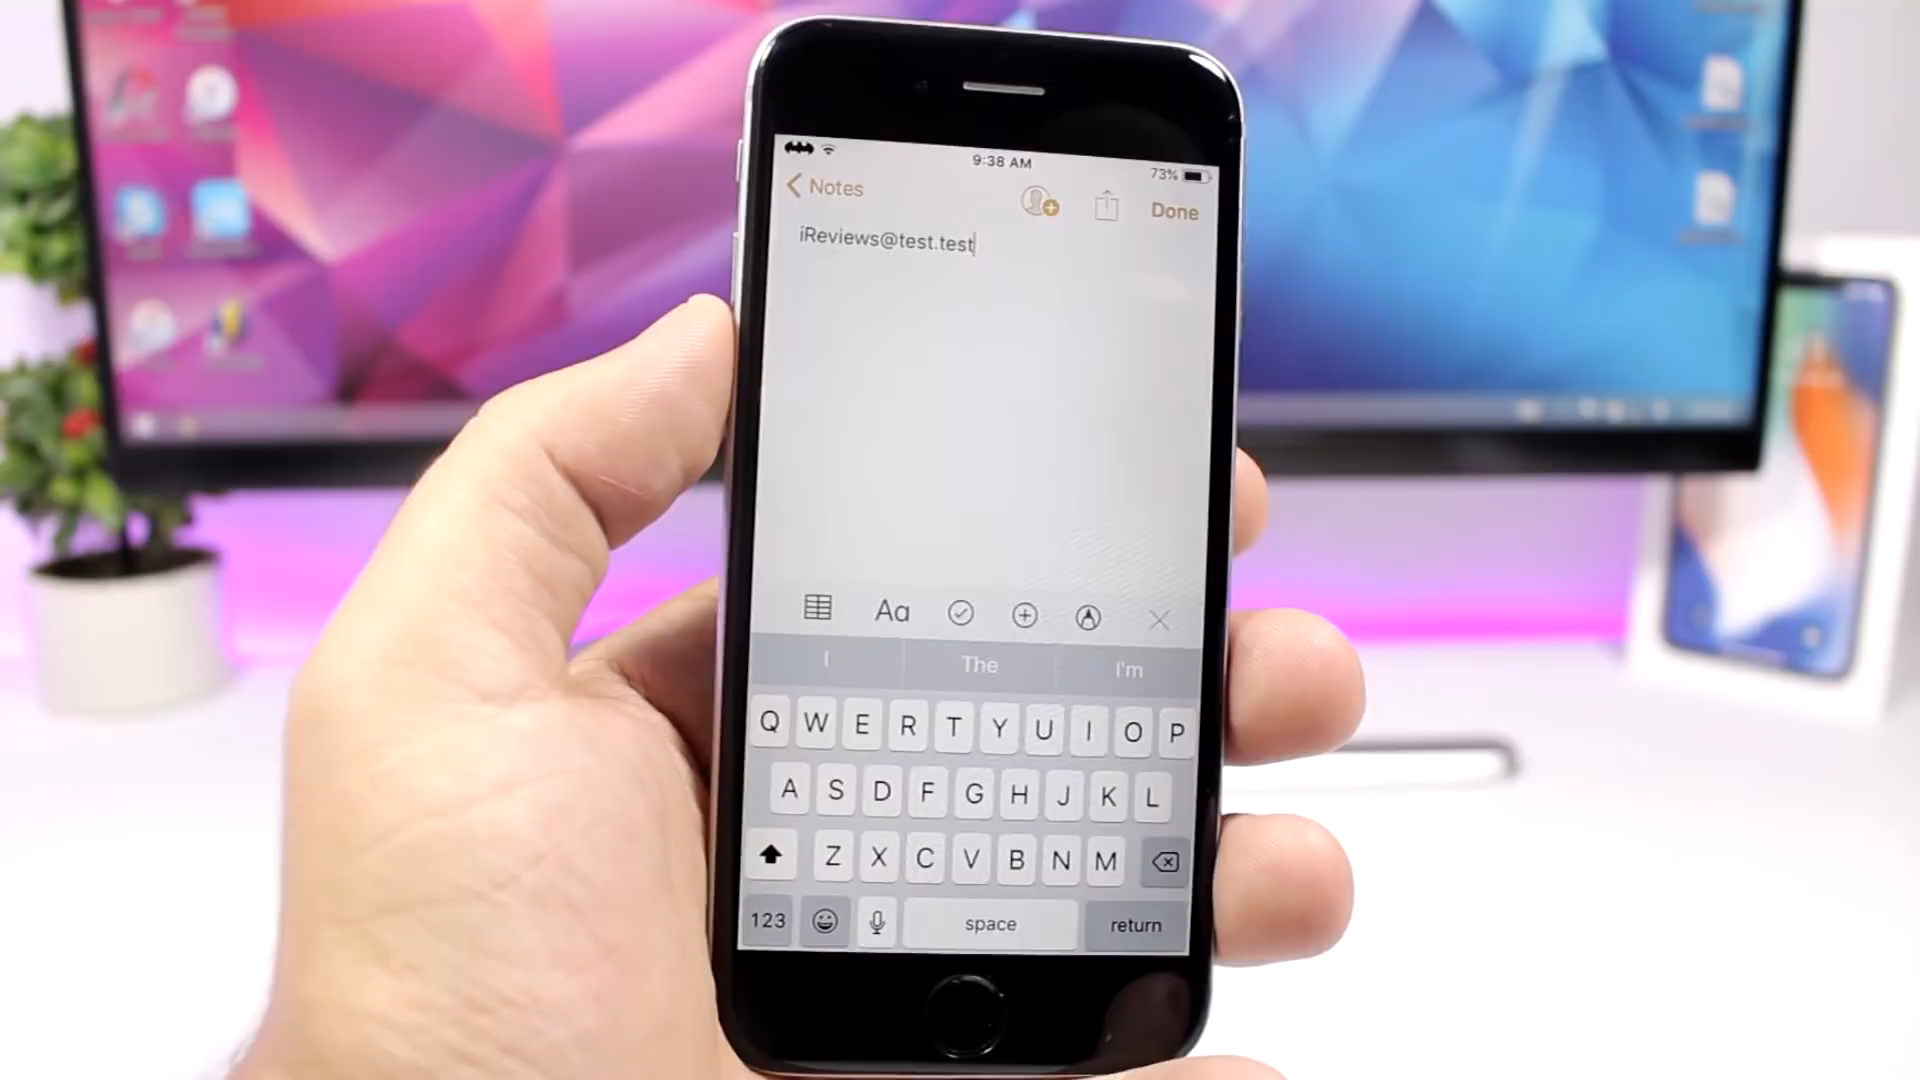 9:38 AM
73%
Notes
Done
iReviews@test.test
Aa
I
The
I'm
Q W E R T Y U I O P
A S D F G H J K L
Z X C V B N M
123
space
return